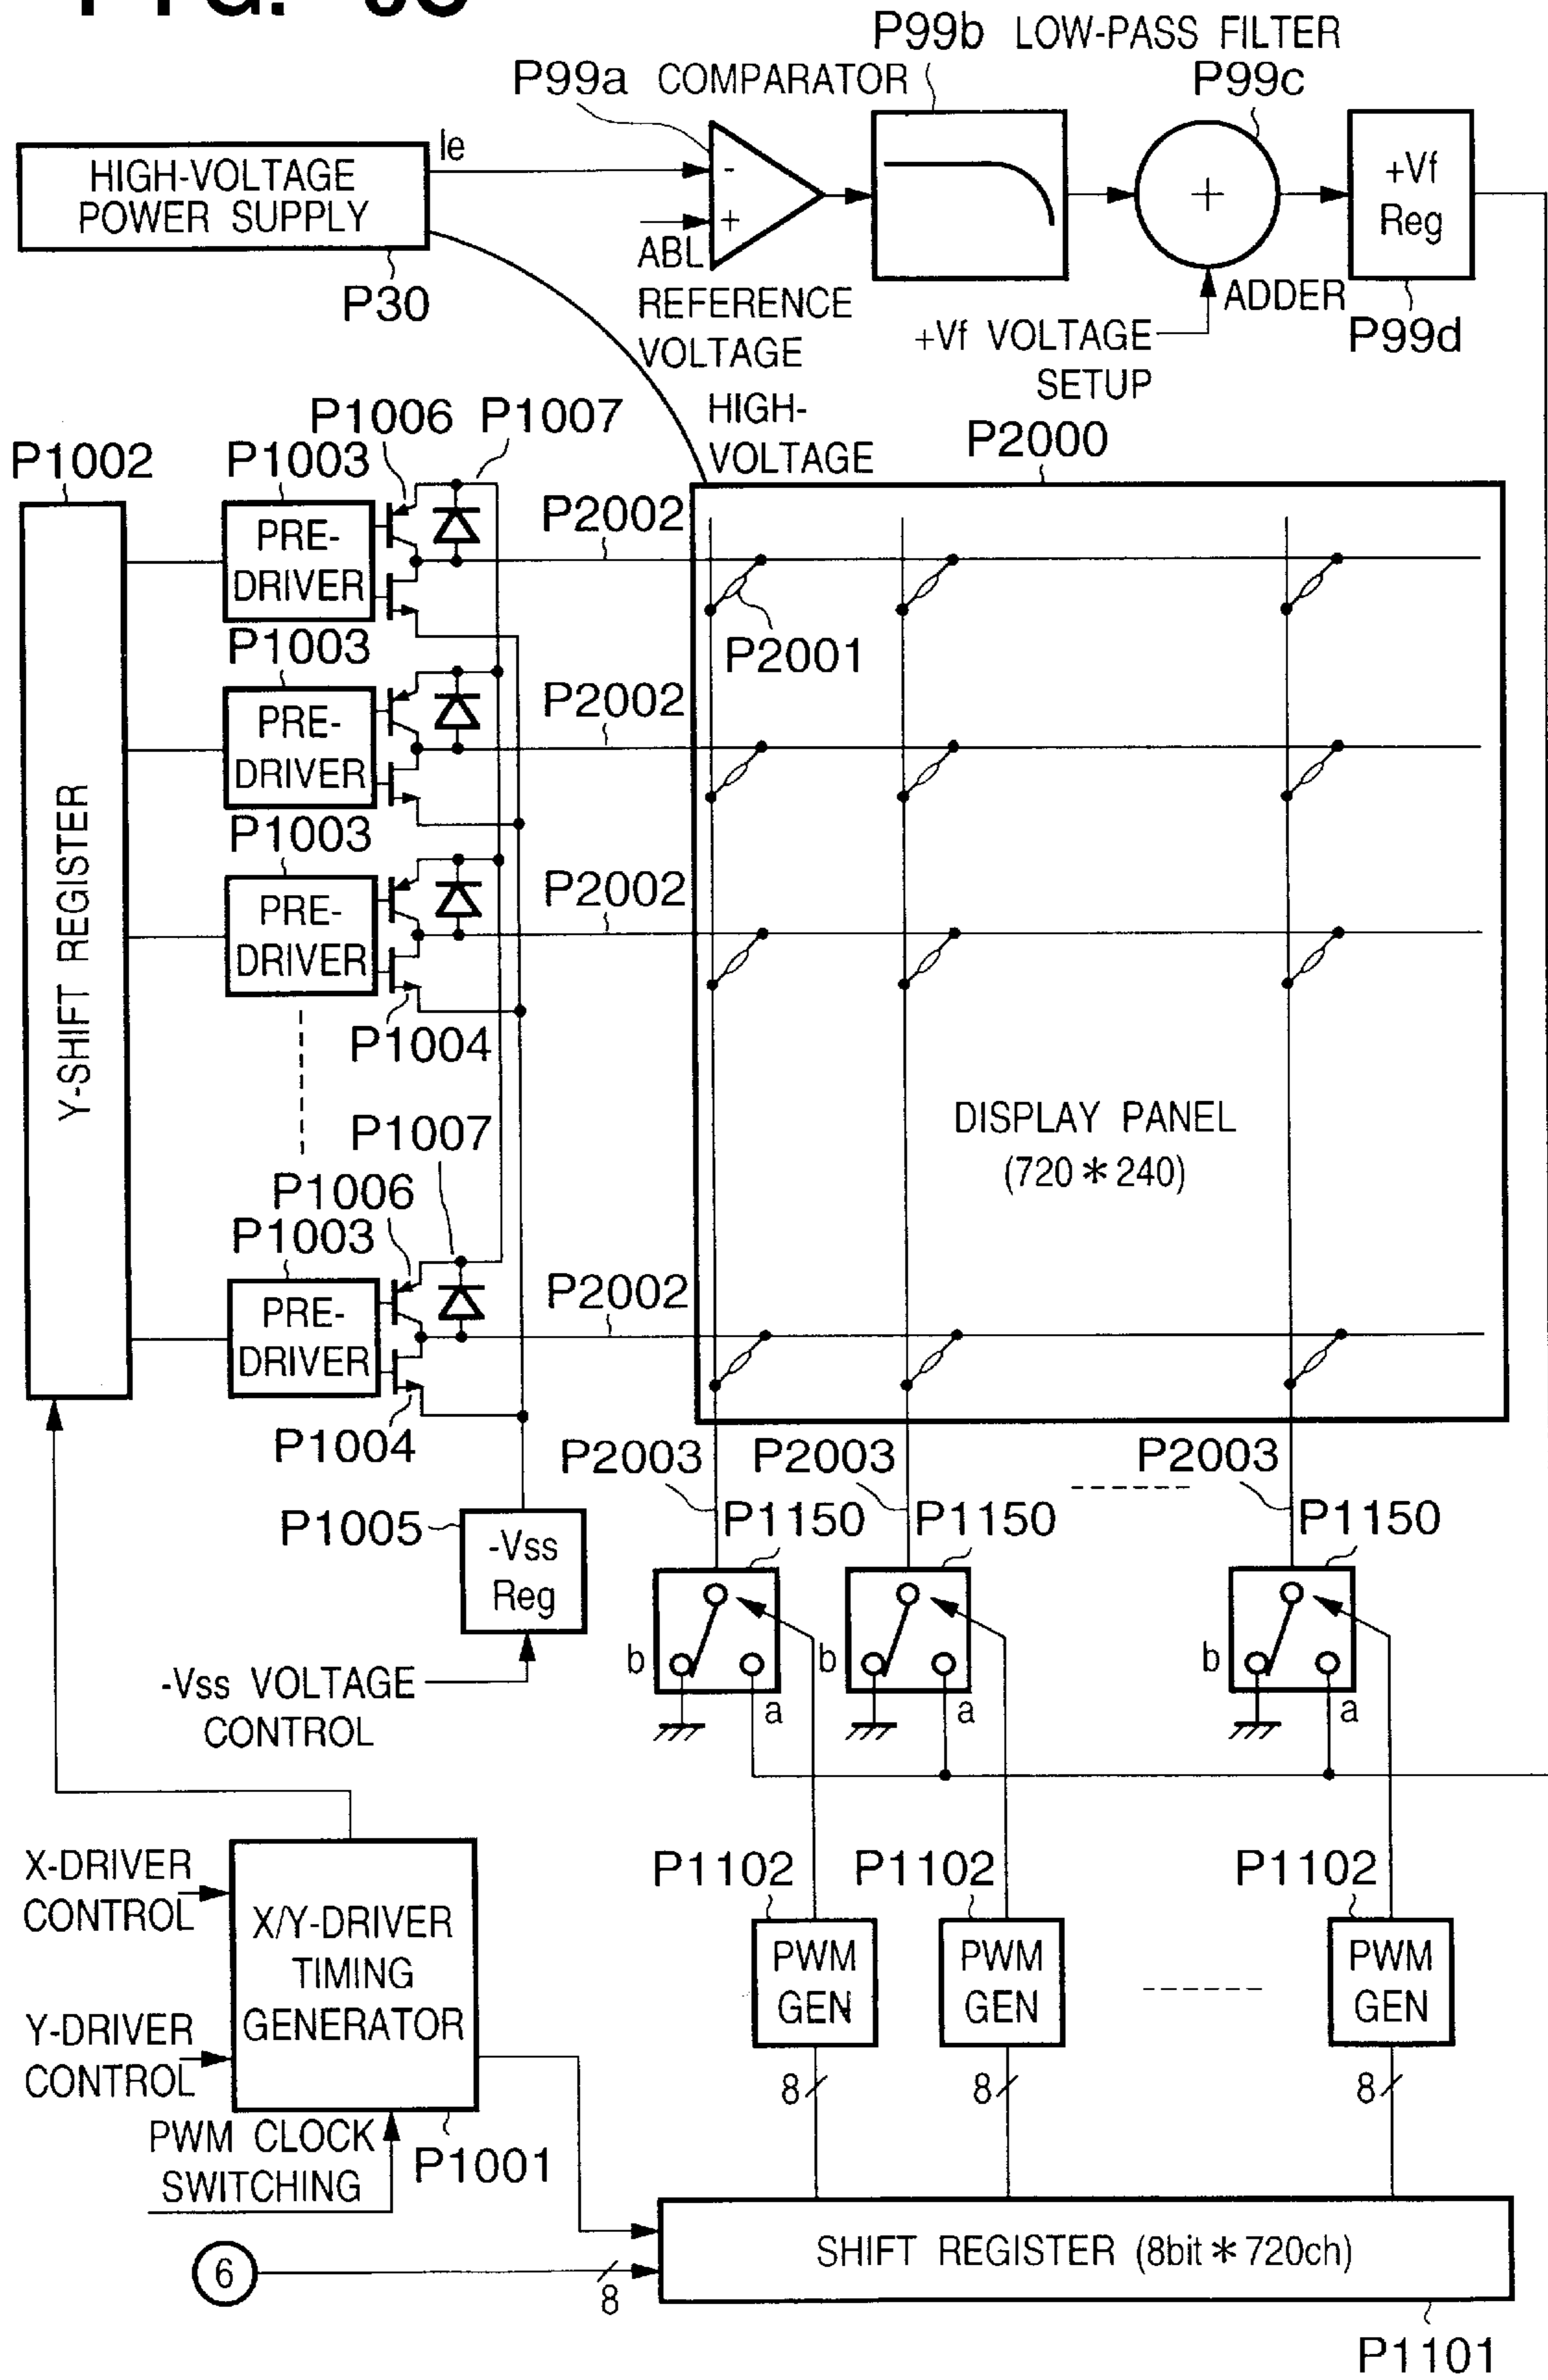 P99b LOW-PASS FILTER
P99a COMPARATOR
P99c
Ie
HIGH-VOLTAGE
POWER SUPPLY
P30
-
+
ABL
REFERENCE
VOLTAGE
+
ADDER
+Vf VOLTAGE
SETUP
+Vf
Reg
P99d
HIGH-
VOLTAGE
P2000
P1002
P1003
P1006
P1007
PRE-
DRIVER
P2002
P2001
P1003
PRE-
DRIVER
P2002
P1003
PRE-
DRIVER
P2002
P1004
Y-SHIFT REGISTER
DISPLAY PANEL
(720*240)
P1007
P1006
P1003
PRE-
DRIVER
P2002
P1004
P2003
P2003
P2003
P1005
-Vss
Reg
P1150
P1150
P1150
b
a
b
a
b
a
-Vss VOLTAGE
CONTROL
X-DRIVER
CONTROL
X/Y-DRIVER
TIMING
GENERATOR
Y-DRIVER
CONTROL
PWM CLOCK
SWITCHING
P1001
P1102
P1102
P1102
PWM
GEN
PWM
GEN
PWM
GEN
8
8
8
SHIFT REGISTER (8bit*720ch)
6
8
P1101